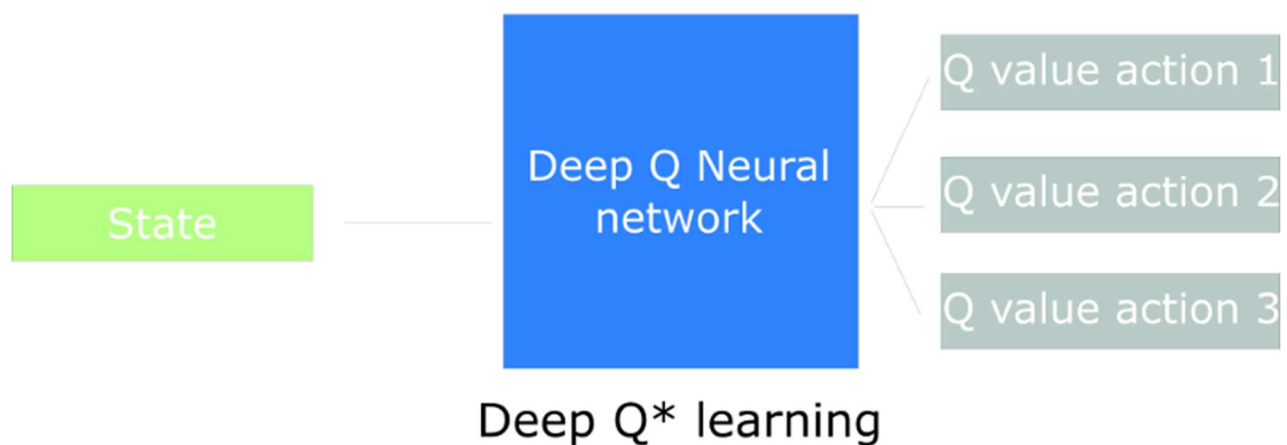 State
Deep Q Neural
network
Q value action 1
Q value action 2
Q value action 3
Deep Q* learning